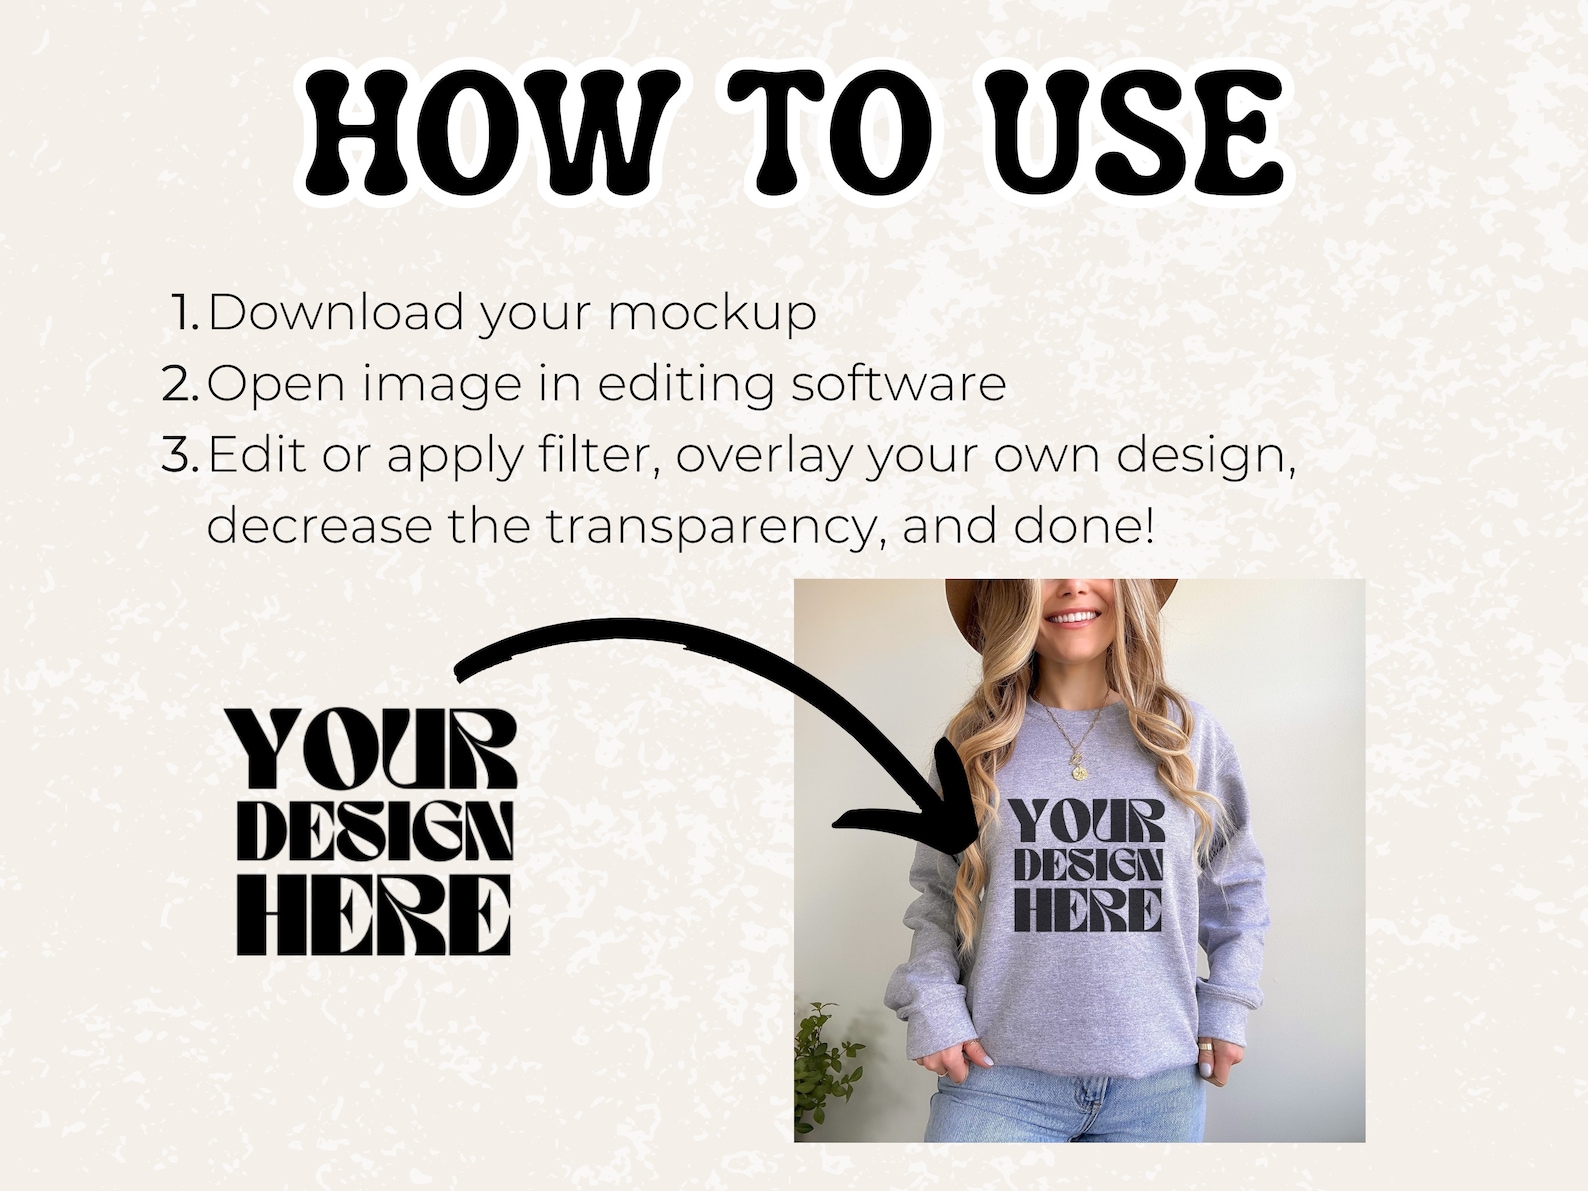 HOW TO USE
1. Download your mockup
2. Open image in editing software
3. Edit or apply filter, overlay your own design,
decrease the transparency, and done!
YOUR
DESIGN
HERE
YOUR
DESIGN
HERE